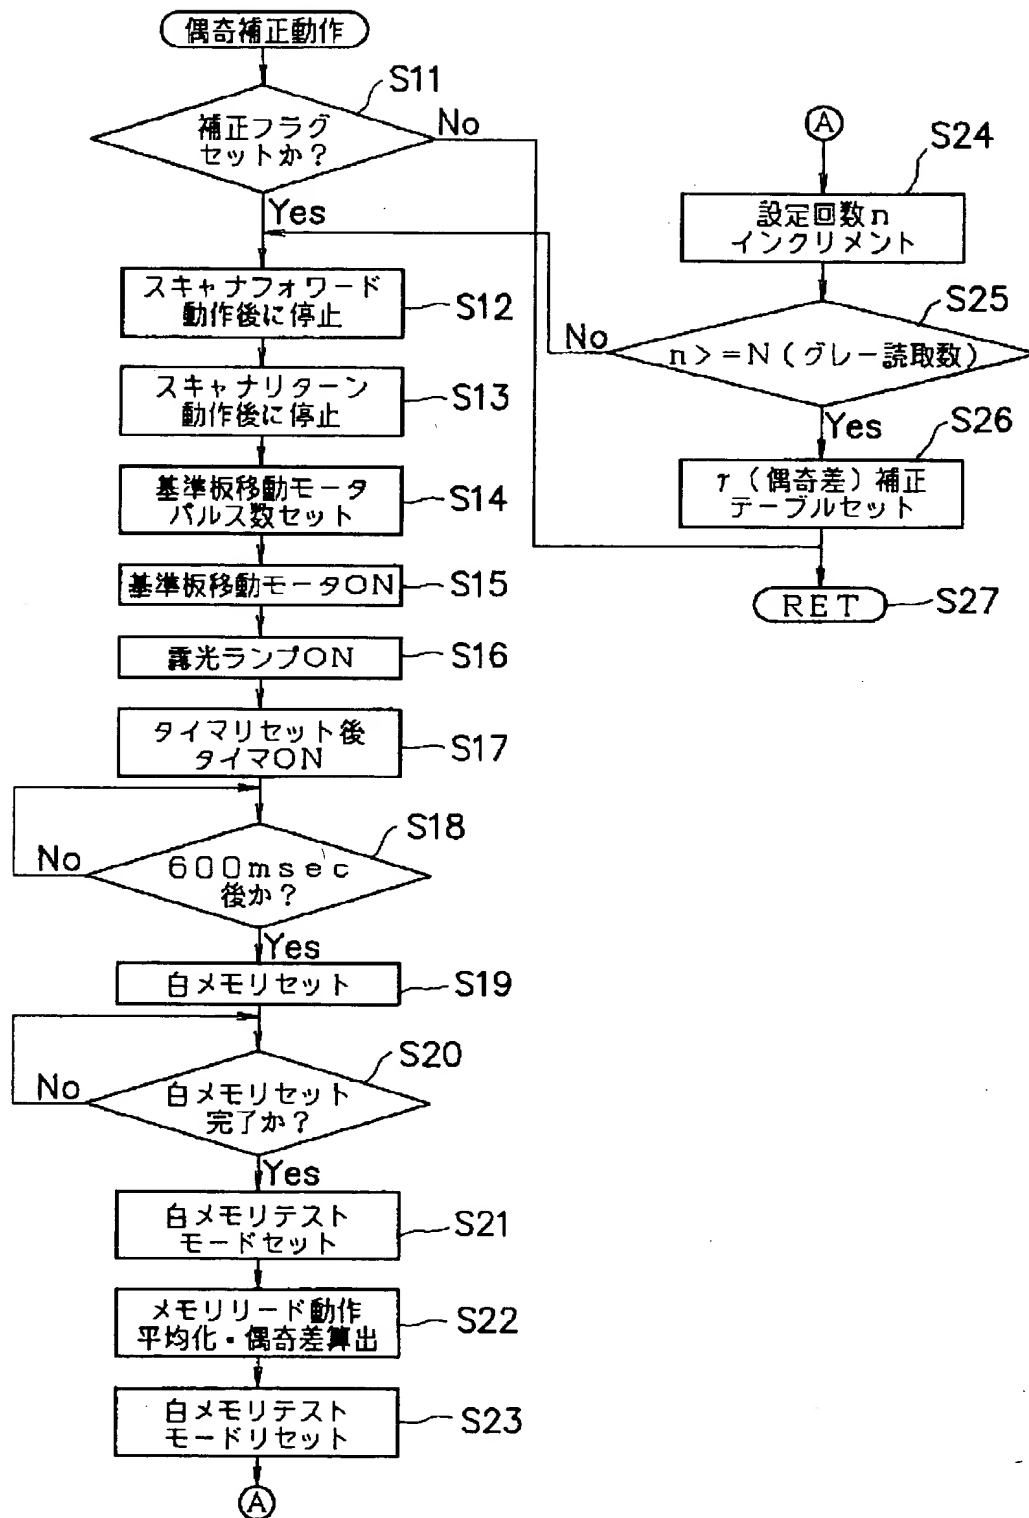 偶奇補正動作
S11
補正フラグ
セットか?
No
Yes
スキャナフォワード
動作後に停止
S12
スキャナリターン
動作後に停止
S13
基準板移動モータ
パルス数セット
S14
基準板移動モータON
S15
露光ランプON
S16
タイマリセット後
タイマON
S17
S18
600msec
後か?
No
Yes
白メモリセット
S19
S20
白メモリセット
完了か?
No
Yes
白メモリテスト
モードセット
S21
メモリリード動作
平均化・偶奇差算出
S22
白メモリテスト
モードリセット
S23
A
A
S24
設定回数n
インクリメント
S25
No
n>=N(グレー読取数)
Yes
S26
γ(偶奇差)補正
テーブルセット
RET
S27